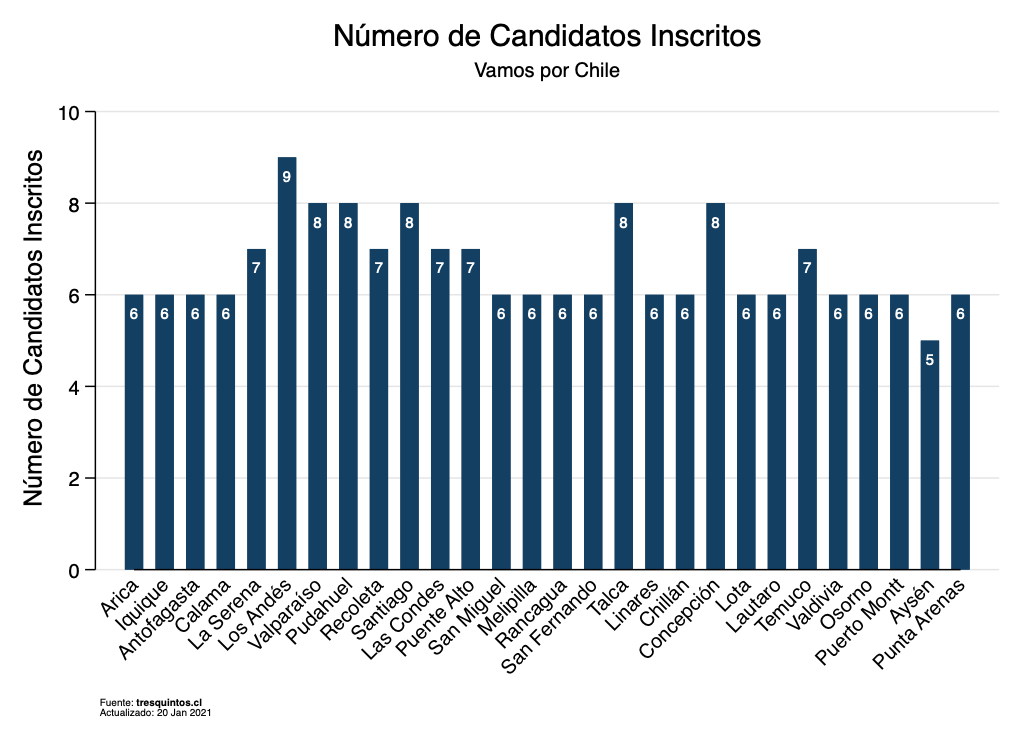 Número de Candidatos Inscritos
Vamos por Chile
Número de Candidatos Inscritos
10
8
6
4
2
0
6
6
6
6
7
9
8
8
7
8
7
7
6
6
6
6
8
6
6
8
6
6
7
6
6
6
5
6
Arica
Iquique
Antofagasta
Calama
La Serena
Los Andés
Valparaíso
Pudahuel
Recoleta
Santiago
Las Condes
Puente Alto
San Miguel
Melipilla
Rancagua
San Fernando
Talca
Linares
Chillán
Concepción
Lota
Lautaro
Temuco
Valdivia
Osorno
Puerto Montt
Aysén
Punta Arenas
Fuente: tresquintos.cl
Actualizado: 20 Jan 2021